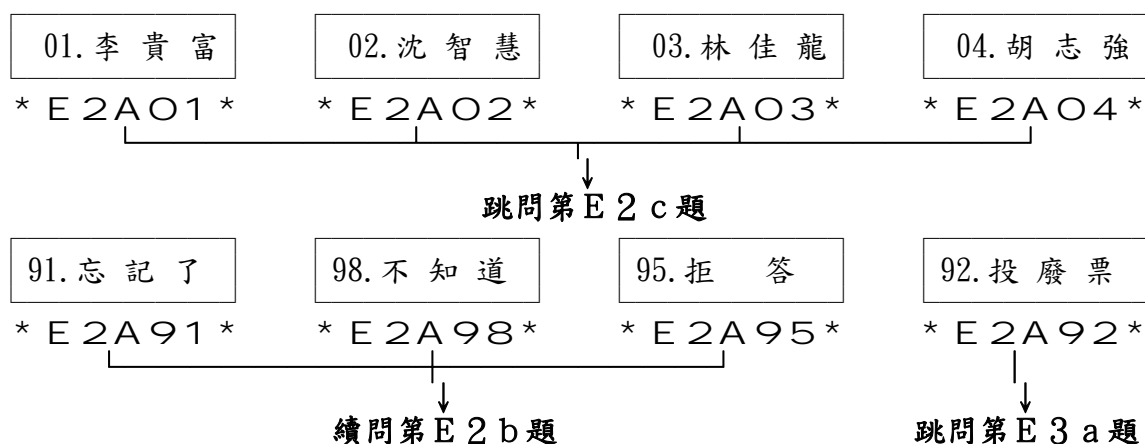 01.李 貴 富 02.沈 智 慧 03.林 佳 龍 04.胡 志 強
*E2A01* *E2A02* *E2A03* *E2A04*
跳問第E2c題
91.忘 記 了 98.不 知 道 95.拒 答 92.投 廢 票
*E2A91* *E2A98* *E2A95* *E2A92*
續問第E2b題 跳問第E3a題